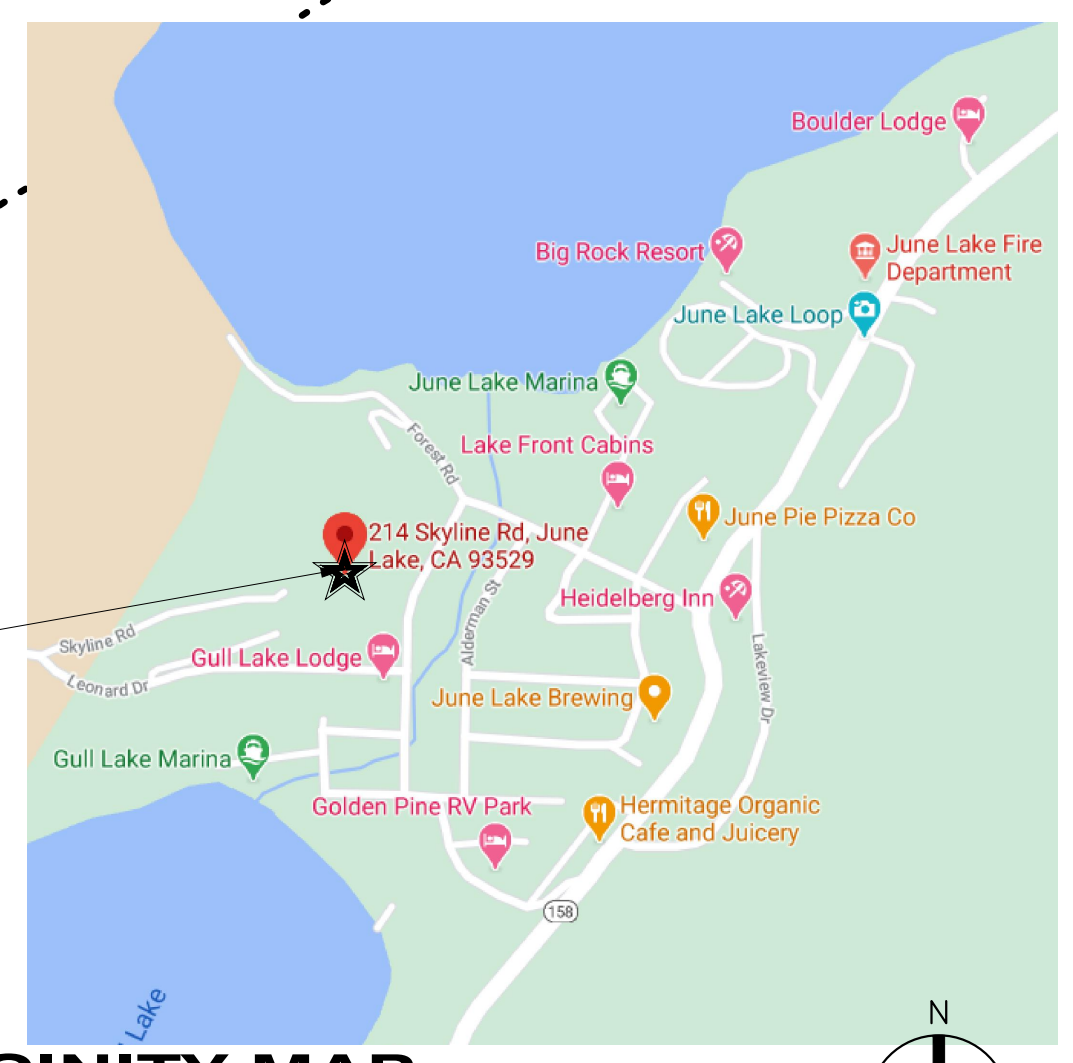 Boulder Lodge
Big Rock Resort
June Lake Fire
Department
June Lake Loop
June Lake Marina
Forest Rd
Lake Front Cabins
June Pie Pizza Co
214 Skyline Rd, June
Lake, CA 93529
Heidelberg Inn
Alderman St
Skyline Rd
Gull Lake Lodge
Leonard Dr
Lakeview Dr
June Lake Brewing
Gull Lake Marina
Golden Pine RV Park
Hermitage Organic
Cafe and Juicery
158
Lake
N
MAP